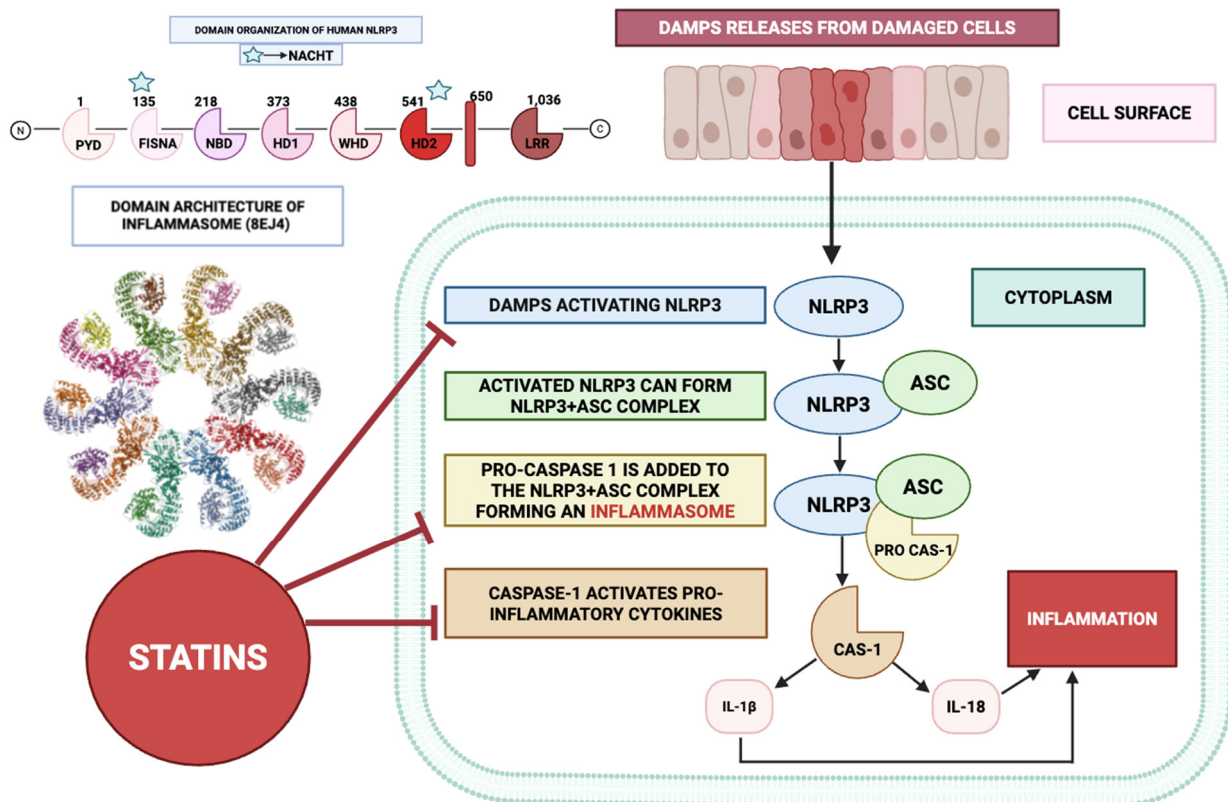 DOMAIN ORGANIZATION OF HUMAN NLRP3
NACHT
1
135
218
373
438
541
650
1,036
N
PYD
FISNA
NBD
HD1
WHD
HD2
LRR
C
DOMAIN ARCHITECTURE OF
INFLAMMASOME (8EJ4)
DAMPS RELEASES FROM DAMAGED CELLS
CELL SURFACE
CYTOPLASM
DAMPS ACTIVATING NLRP3
NLRP3
ACTIVATED NLRP3 CAN FORM
NLRP3+ASC COMPLEX
NLRP3
ASC
PRO-CASPASE 1 IS ADDED TO
THE NLRP3+ASC COMPLEX
FORMING AN INFLAMMASOME
NLRP3
ASC
PRO CAS-1
CASPASE-1 ACTIVATES PRO-
INFLAMMATORY CYTOKINES
CAS-1
IL-1β
IL-18
INFLAMMATION
STATINS